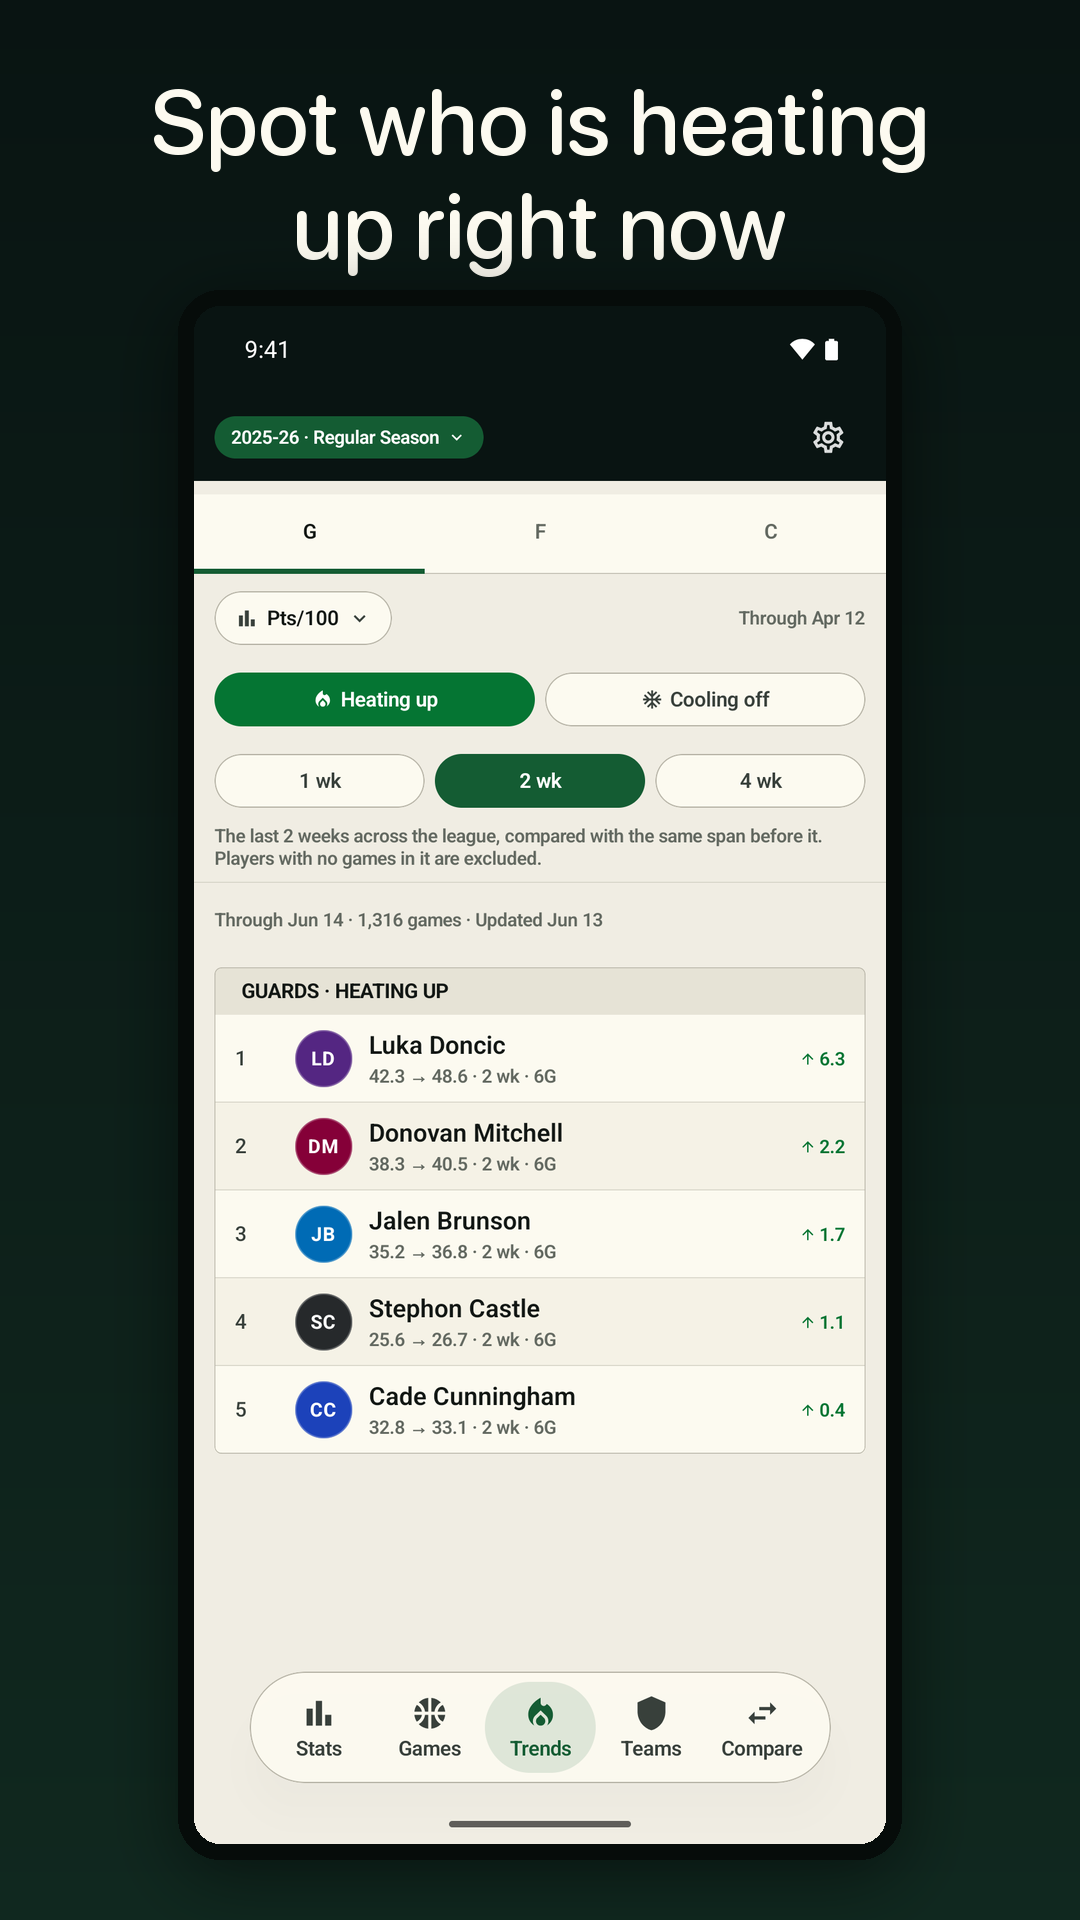 Spot who is heating
up right now
9:41
2025-26 · Regular Season
G
F
C
Pts/100
Through Apr 12
Heating up
Cooling off
1 wk
2 wk
4 wk
The last 2 weeks across the league, compared with the same span before it.
Players with no games in it are excluded.
Through Jun 14 · 1,316 games · Updated Jun 13
GUARDS · HEATING UP
1
LD
Luka Doncic
42.3 → 48.6 · 2 wk · 6G
↑ 6.3
2
DM
Donovan Mitchell
38.3 → 40.5 · 2 wk · 6G
↑ 2.2
3
JB
Jalen Brunson
35.2 → 36.8 · 2 wk · 6G
↑ 1.7
4
SC
Stephon Castle
25.6 → 26.7 · 2 wk · 6G
↑ 1.1
5
CC
Cade Cunningham
32.8 → 33.1 · 2 wk · 6G
↑ 0.4
Stats
Games
Trends
Teams
Compare